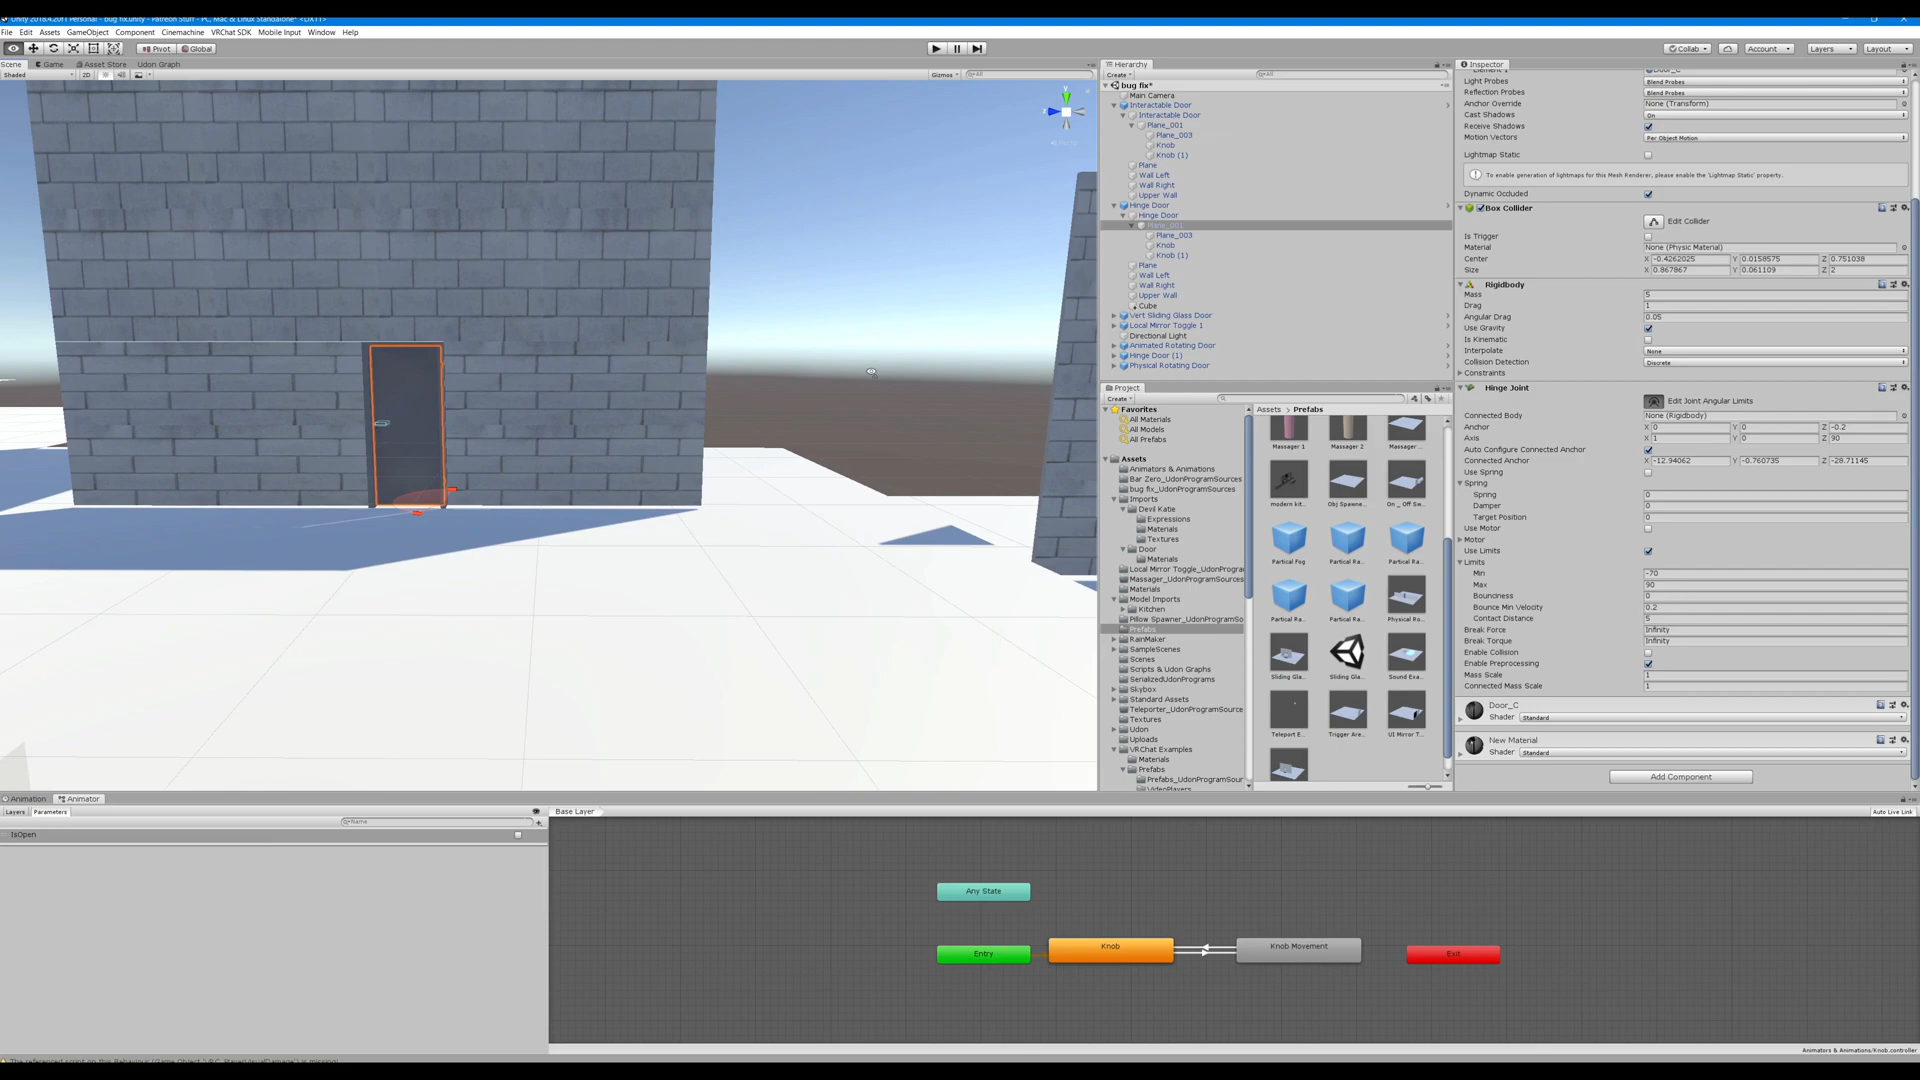 Unity 2018.4.20f1 Personal - bug fix.unity - Patreon Stuff - PC, Mac & Linux Standalone* <DX11>
File Edit Assets GameObject Component Cinemachine VRChat SDK Mobile Input Window Help
Pivot Global
Collab Account Layers Layout
Scene Game Asset Store Udon Graph
Shaded 2D Gizmos All
Hierarchy
Create All
bug fix*
Main Camera
Interactable Door
Interactable Door
Plane_001
Plane_003
Knob
Knob (1)
Plane
Wall Left
Wall Right
Upper Wall
Hinge Door
Hinge Door
Plane_001
Plane_003
Knob
Knob (1)
Plane
Wall Left
Wall Right
Upper Wall
Cube
Vert Sliding Glass Door
Local Mirror Toggle 1
Directional Light
Animated Rotating Door
Hinge Door (1)
Physical Rotating Door
Project
Create
Favorites
All Materials
All Models
All Prefabs
Assets
Animators & Animations
Bar Zero_UdonProgramSources
bug fix_UdonProgramSources
Imports
Devil Katie
Expressions
Materials
Textures
Door
Materials
Local Mirror Toggle_UdonPrograr
Massager_UdonProgramSources
Materials
Model Imports
Kitchen
Pillow Spawner_UdonProgramSo
Prefabs
RainMaker
SampleScenes
Scenes
Scripts & Udon Graphs
SerializedUdonPrograms
Skybox
Standard Assets
Teleporter_UdonProgramSource
Textures
Udon
Uploads
VRChat Examples
Materials
Prefabs
Prefabs_UdonProgramSour
VideoPlayers
Assets > Prefabs
Massager 1 Massager 2 Massager ...
modern kit... Obj Spawne... On _ Off Sw...
Partical Fog Partical Ra... Partical Ra...
Partical Ra... Partical Ra... Physical Ro...
Sliding Gla... Sliding Gla... Sound Exa...
Teleport E... Trigger Are... UI Mirror T...
Inspector
Element 1 Door_C
Light Probes Blend Probes
Reflection Probes Blend Probes
Anchor Override None (Transform)
Cast Shadows On
Receive Shadows
Motion Vectors Per Object Motion
Lightmap Static
To enable generation of lightmaps for this Mesh Renderer, please enable the 'Lightmap Static' property.
Dynamic Occluded
Box Collider
Edit Collider
Is Trigger
Material None (Physic Material)
Center X -0.4262025 Y 0.0158575 Z 0.751038
Size X 0.867867 Y 0.061109 Z 2
Rigidbody
Mass 5
Drag 1
Angular Drag 0.05
Use Gravity
Is Kinematic
Interpolate None
Collision Detection Discrete
Constraints
Hinge Joint
Edit Joint Angular Limits
Connected Body None (Rigidbody)
Anchor X 0 Y 0 Z -0.2
Axis X 1 Y 0 Z 90
Auto Configure Connected Anchor
Connected Anchor X -12.94062 Y -0.760735 Z -28.71145
Use Spring
Spring
Spring 0
Damper 0
Target Position 0
Use Motor
Motor
Use Limits
Limits
Min -70
Max 90
Bounciness 0
Bounce Min Velocity 0.2
Contact Distance 5
Break Force Infinity
Break Torque Infinity
Enable Collision
Enable Preprocessing
Mass Scale 1
Connected Mass Scale 1
Door_C
Shader Standard
New Material
Shader Standard
Add Component
Animation Animator
Layers Parameters
Name
IsOpen
Base Layer
Auto Live Link
Any State
Entry
Knob
Knob Movement
Exit
Animators & Animations/Knob.controller